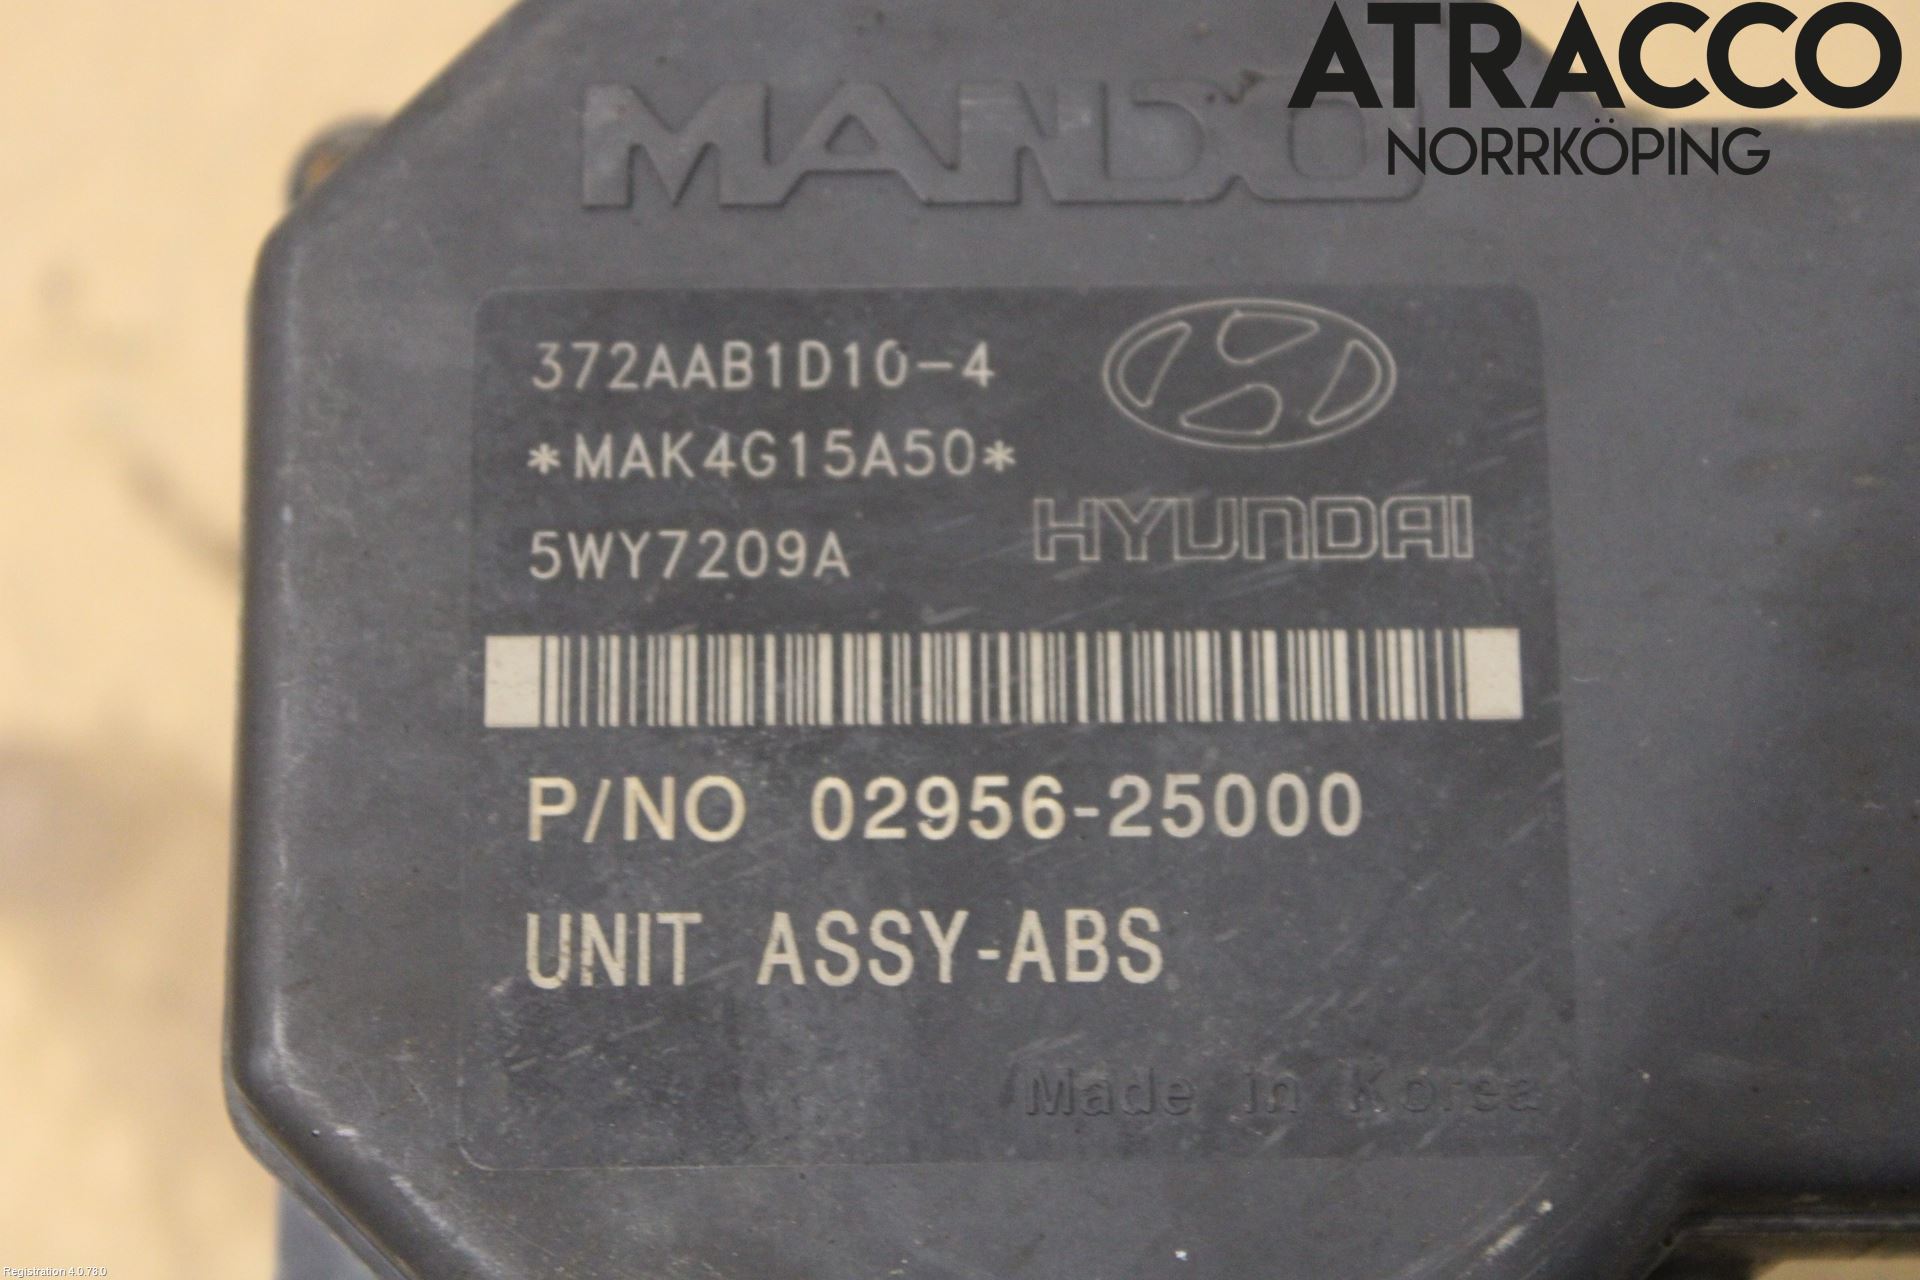 ATRACCO
NORRKÖPING
MANDO
372AAB1D10-4
*MAK4G15A50*
5WY7209A
HYUNDAI
P/NO 02956-25000
UNIT ASSY-ABS
Made in Korea
Registration 4.0.78.0